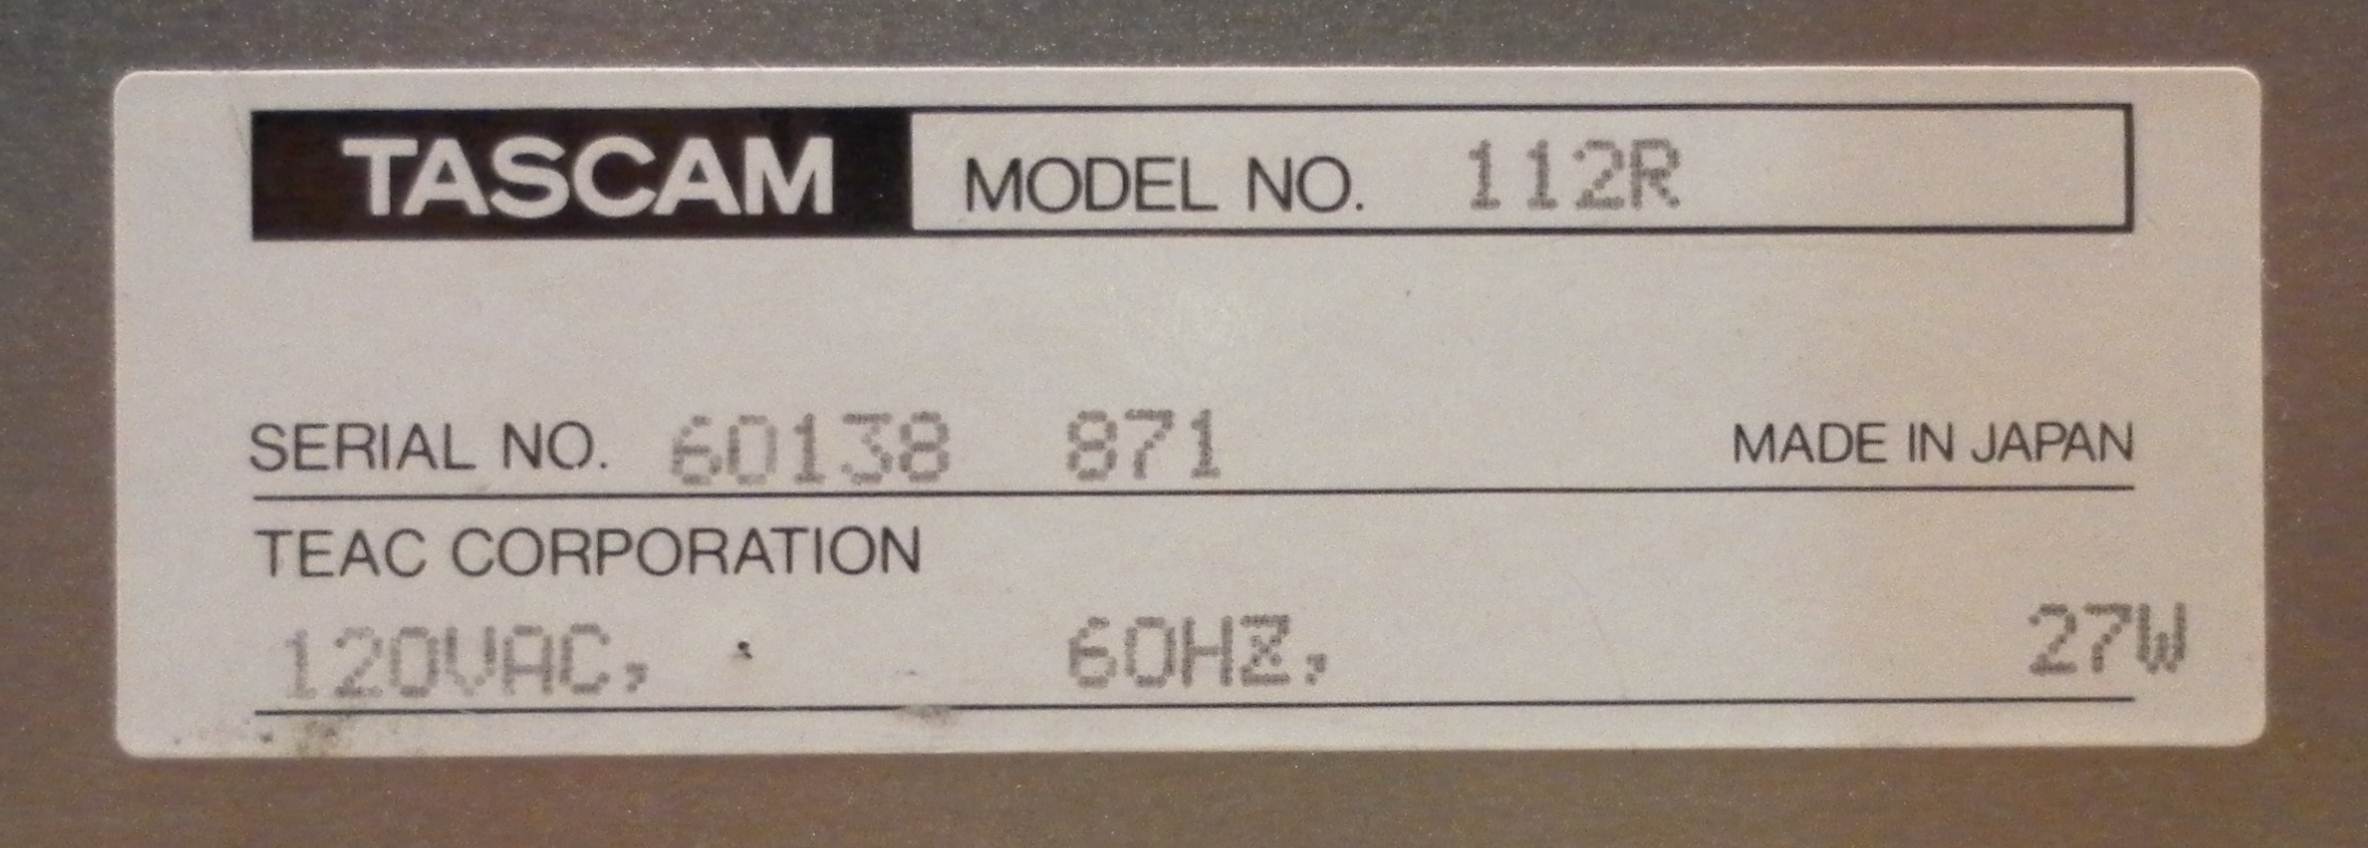 TASCAM MODEL NO. 112R
SERIAL NO. 60138 871 MADE IN JAPAN
TEAC CORPORATION
120VAC, 60HZ, 27W